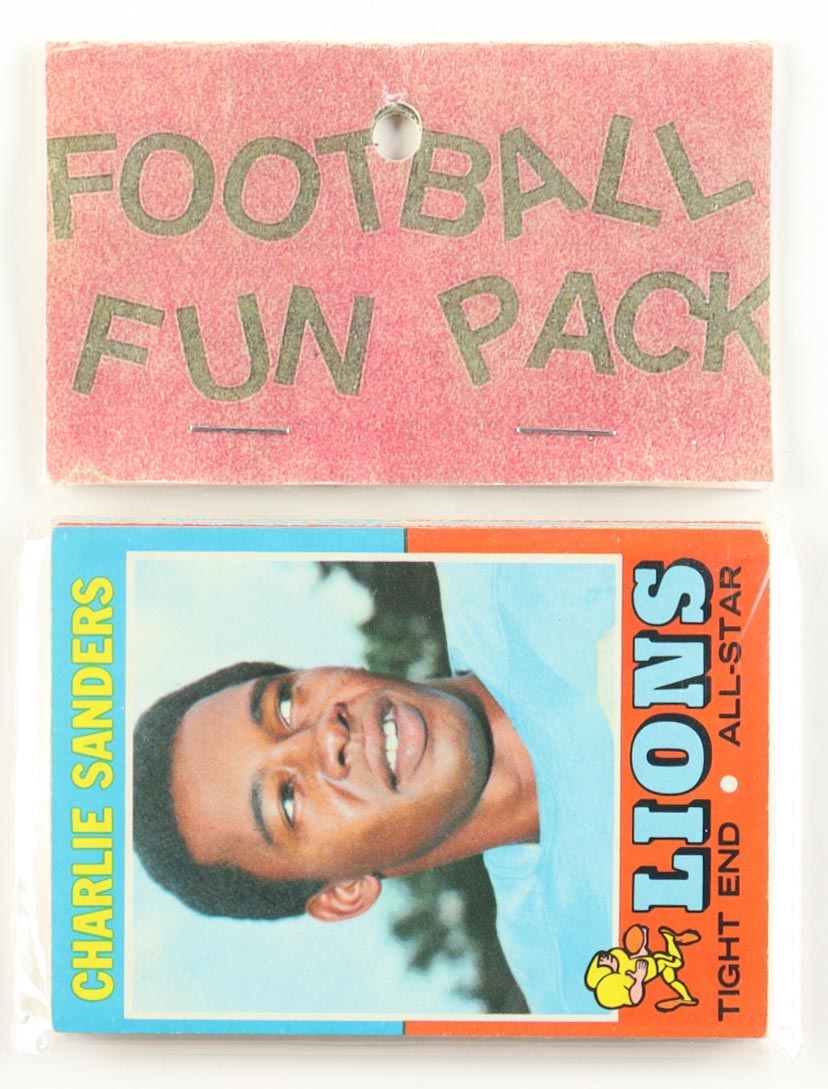 FOOTBALL
FUN PACK
CHARLIE SANDERS
LIONS
TIGHT END • ALL-STAR